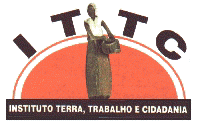 ITTC
INSTITUTO TERRA, TRABALHO E CIDADANIA